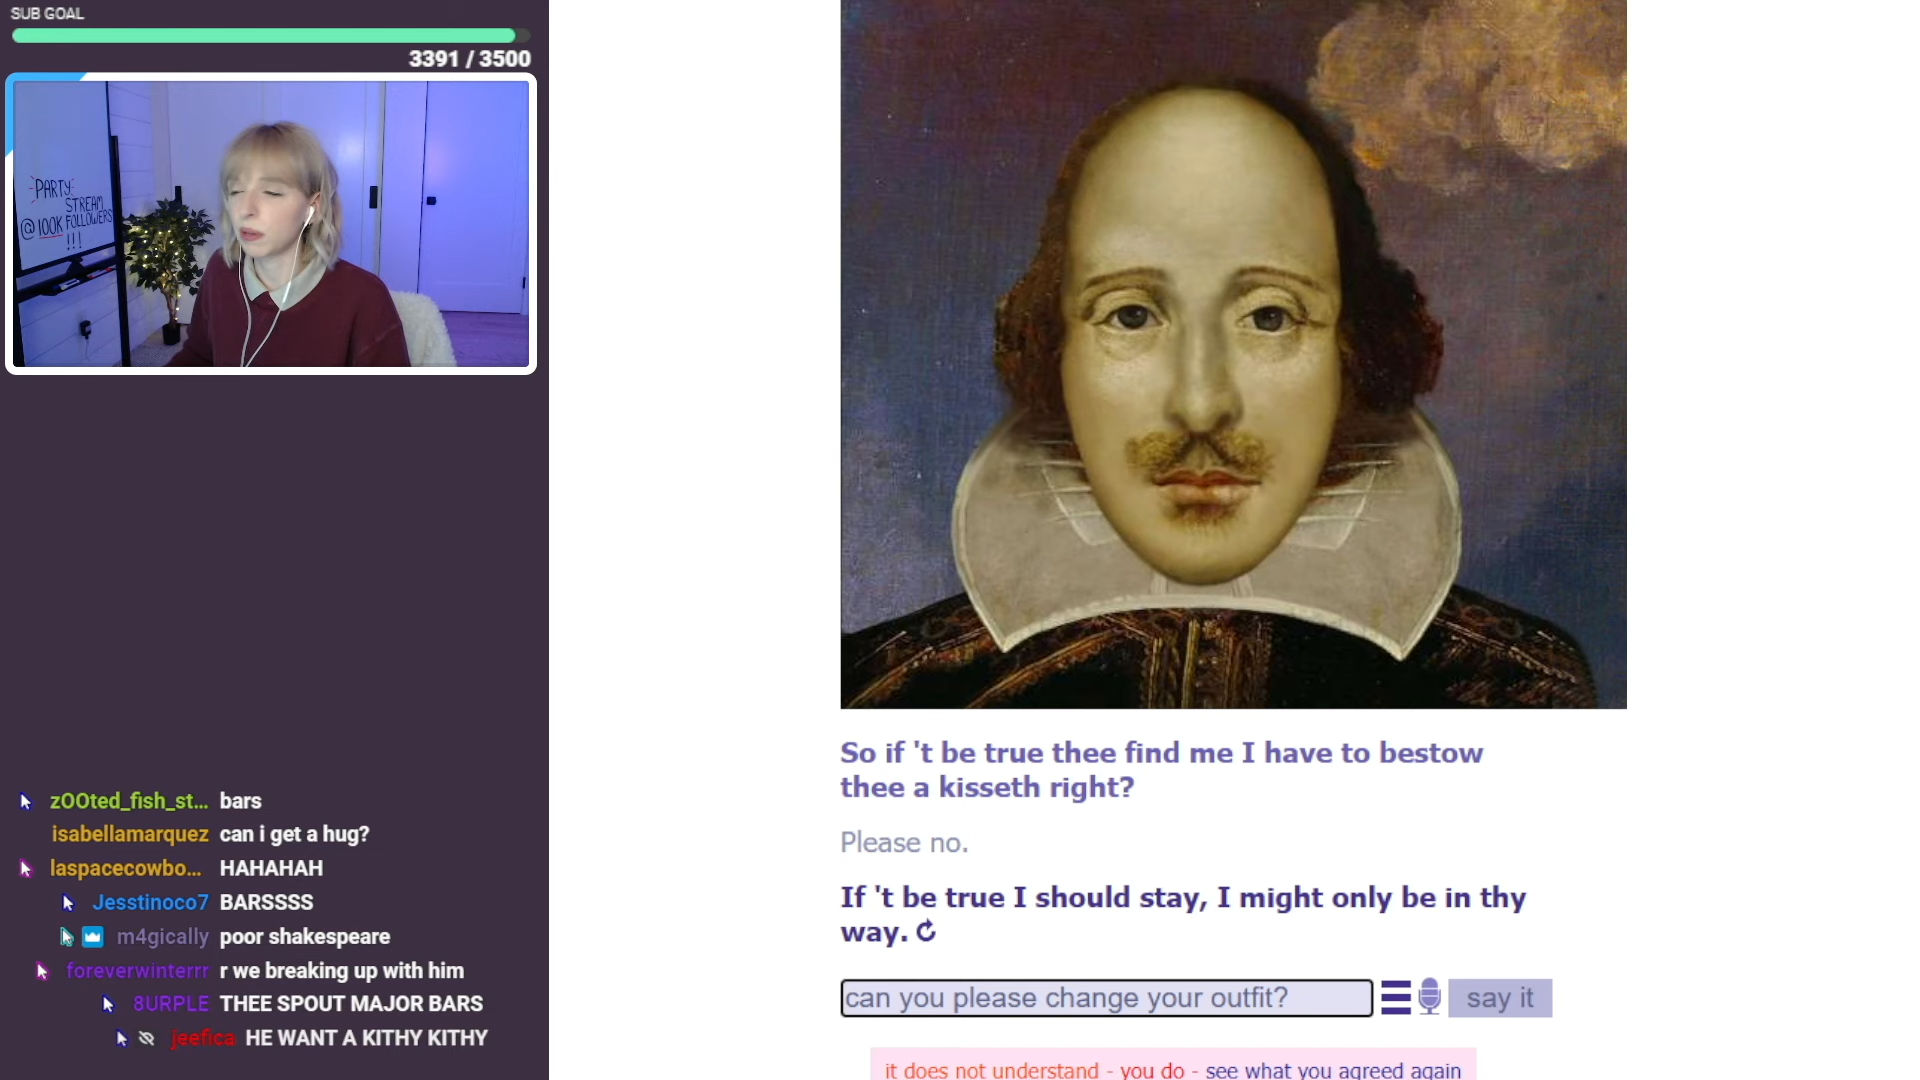 SUB GOAL
3391 / 3500
PARTY
STREAM
@100K FOLLOWERS
!!!
zOOted_fish_st... bars
isabellamarquez can i get a hug?
laspacecowbo... HAHAHAH
Jesstinoco7 BARSSSS
m4gically poor shakespeare
foreverwinterrr r we breaking up with him
8URPLE THEE SPOUT MAJOR BARS
jeefica HE WANT A KITHY KITHY
So if 't be true thee find me I have to bestow
thee a kisseth right?
Please no.
If 't be true I should stay, I might only be in thy
way.
can you please change your outfit?
say it
it does not understand - you do - see what you agreed again